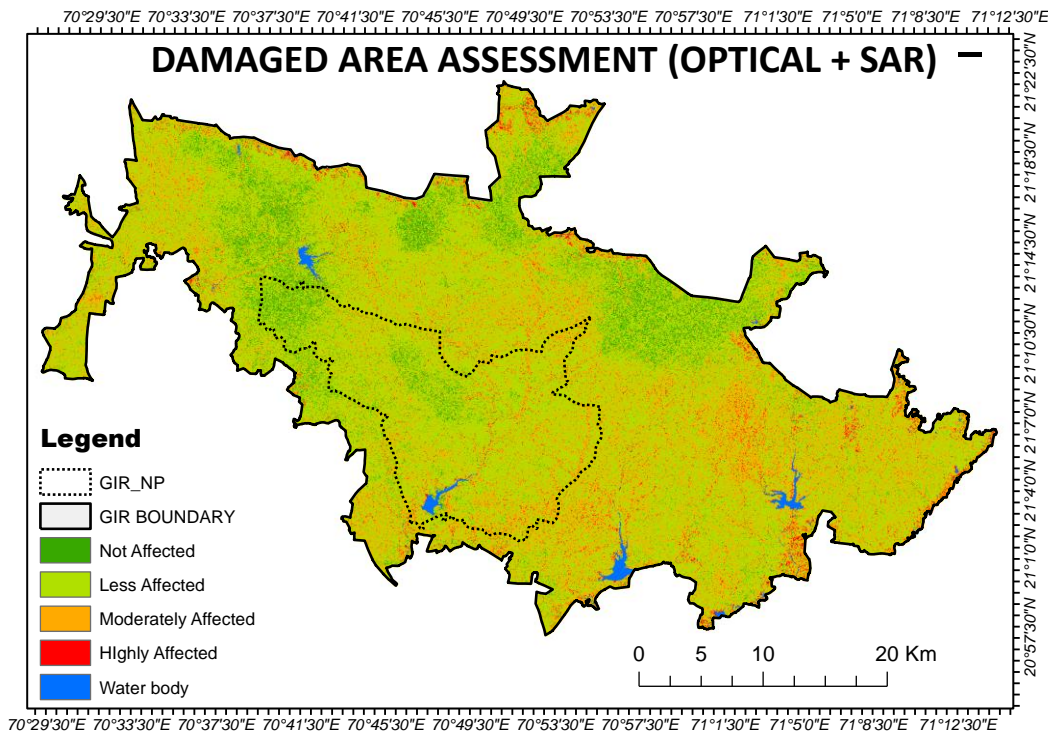 70°29'30"E 70°33'30"E 70°37'30"E 70°41'30"E 70°45'30"E 70°49'30"E 70°53'30"E 70°57'30"E 71°1'30"E 71°5'0"E 71°8'30"E 71°12'30"E
DAMAGED AREA ASSESSMENT (OPTICAL + SAR)
21°22'30"N
21°18'30"N
21°14'30"N
21°10'30"N
21°7'0"N
21°4'0"N
21°1'0"N
20°57'30"N
Legend
GIR_NP
GIR BOUNDARY
Not Affected
Less Affected
Moderately Affected
HIghly Affected
Water body
0 5 10 20 Km
70°29'30"E 70°33'30"E 70°37'30"E 70°41'30"E 70°45'30"E 70°49'30"E 70°53'30"E 70°57'30"E 71°1'30"E 71°5'0"E 71°8'30"E 71°12'30"E